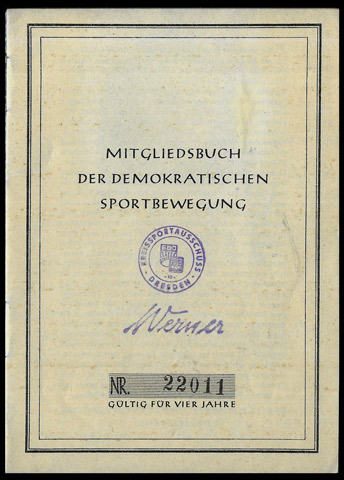 MITGLIEDSBUCH
DER DEMOKRATISCHEN
SPORTBEWEGUNG
KREISSPORTAUSSCHUSS
DRESDEN
Werner
NR. 22011
GÜLTIG FÜR VIER JAHRE